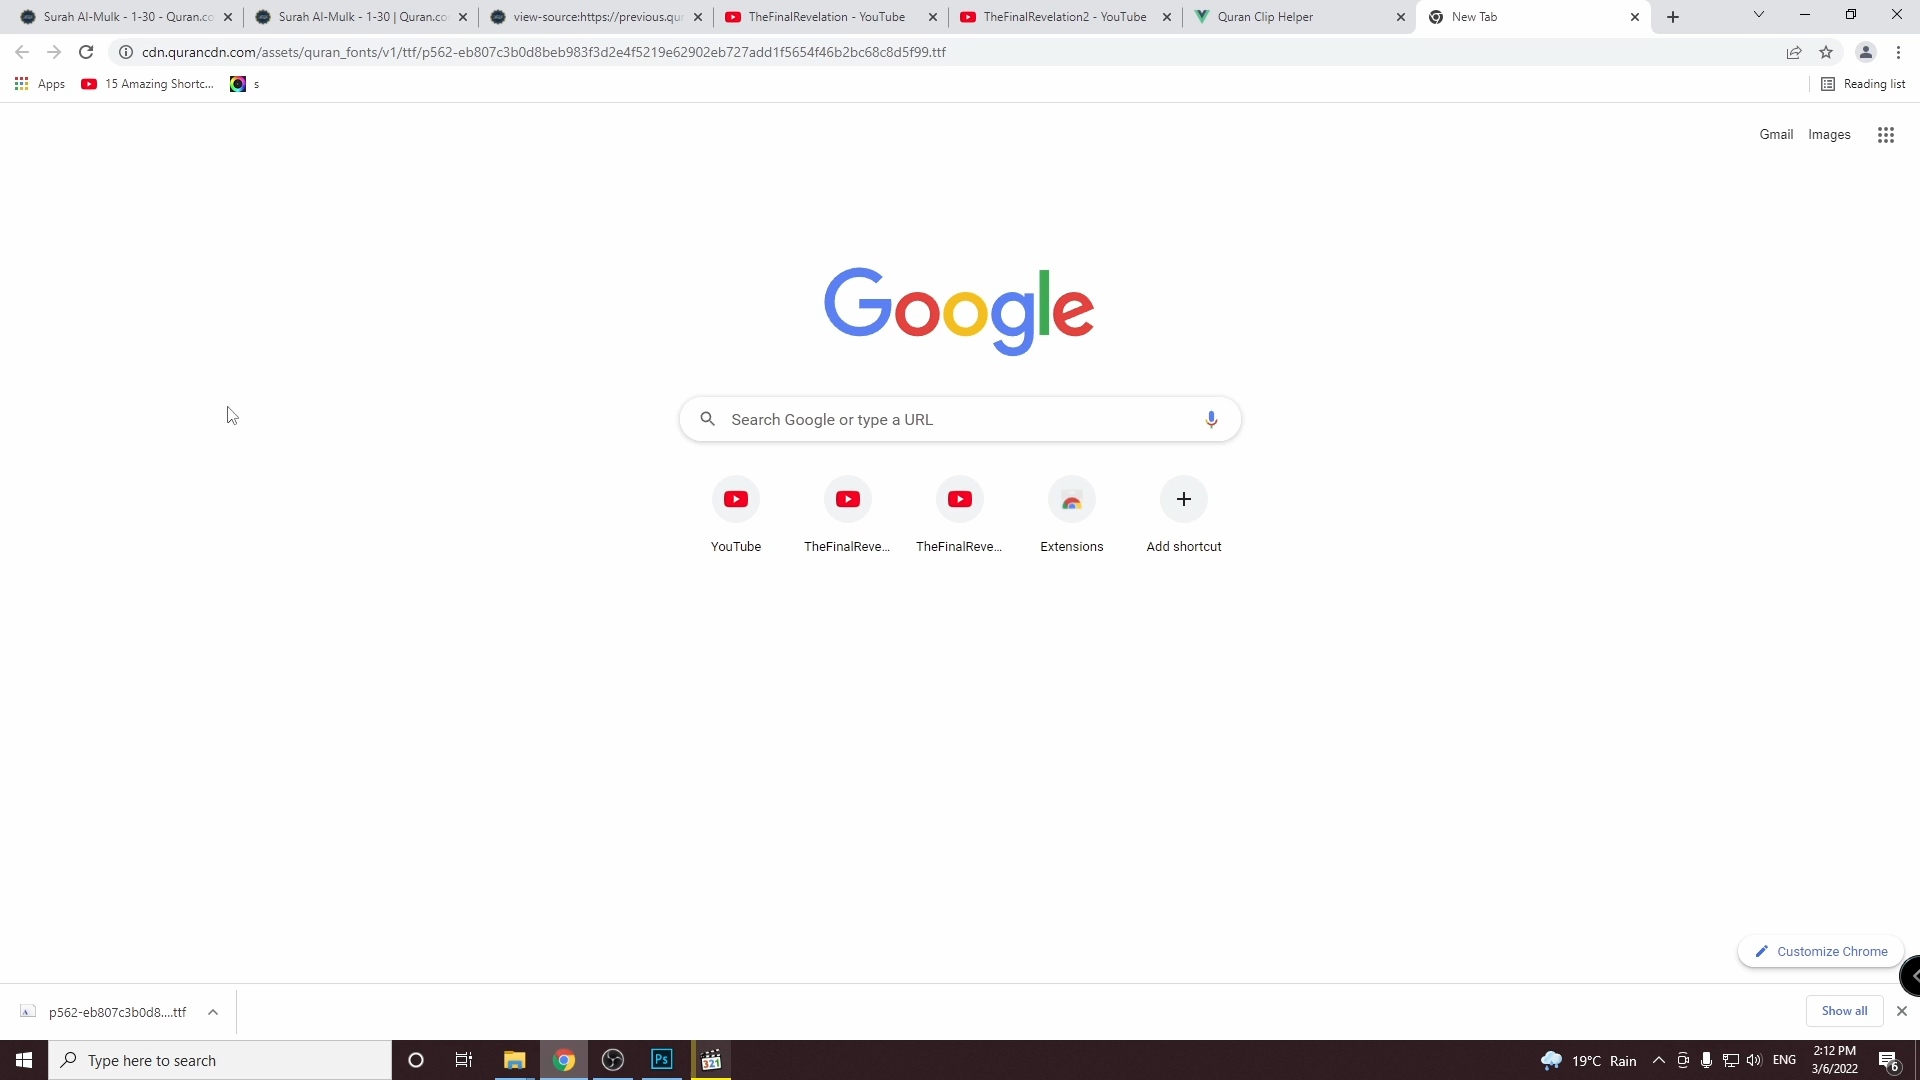 Surah Al-Mulk - 1-30 - Quran.co
Surah Al-Mulk - 1-30 | Quran.co
view-source:https://previous.qur
TheFinalRevelation - YouTube
TheFinalRevelation2 - YouTube
Quran Clip Helper
New Tab
cdn.qurancdn.com/assets/quran_fonts/v1/ttf/p562-eb807c3b0d8beb983f3d2e4f5219e62902eb727add1f5654f46b2bc68c8d5f99.ttf
Apps
15 Amazing Shortc...
s
Reading list
Gmail
Images
Google
Search Google or type a URL
YouTube
TheFinalReve...
TheFinalReve...
Extensions
Add shortcut
Customize Chrome
p562-eb807c3b0d8....ttf
Show all
Type here to search
Ps
321
19°C Rain
ENG
2:12 PM
3/6/2022
6